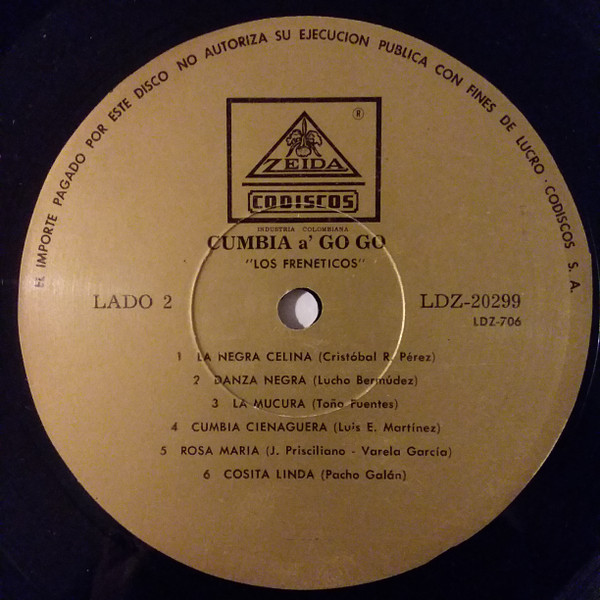 EL IMPORTE PAGADO POR ESTE DISCO NO AUTORIZA SU EJECUCION PUBLICA CON FINES DE LUCRO · CODISCOS S. A.
ZEIDA ®
CODISCOS
INDUSTRIA COLOMBIANA
CUMBIA a' GO GO
"LOS FRENETICOS"
LADO 2
LDZ-20299
LDZ-706
1 LA NEGRA CELINA (Cristóbal R. Pérez)
2 DANZA NEGRA (Lucho Bermúdez)
3 LA MUCURA (Toño Fuentes)
4 CUMBIA CIENAGUERA (Luis E. Martínez)
5 ROSA MARIA (J. Prisciliano - Varela García)
6 COSITA LINDA (Pacho Galán)